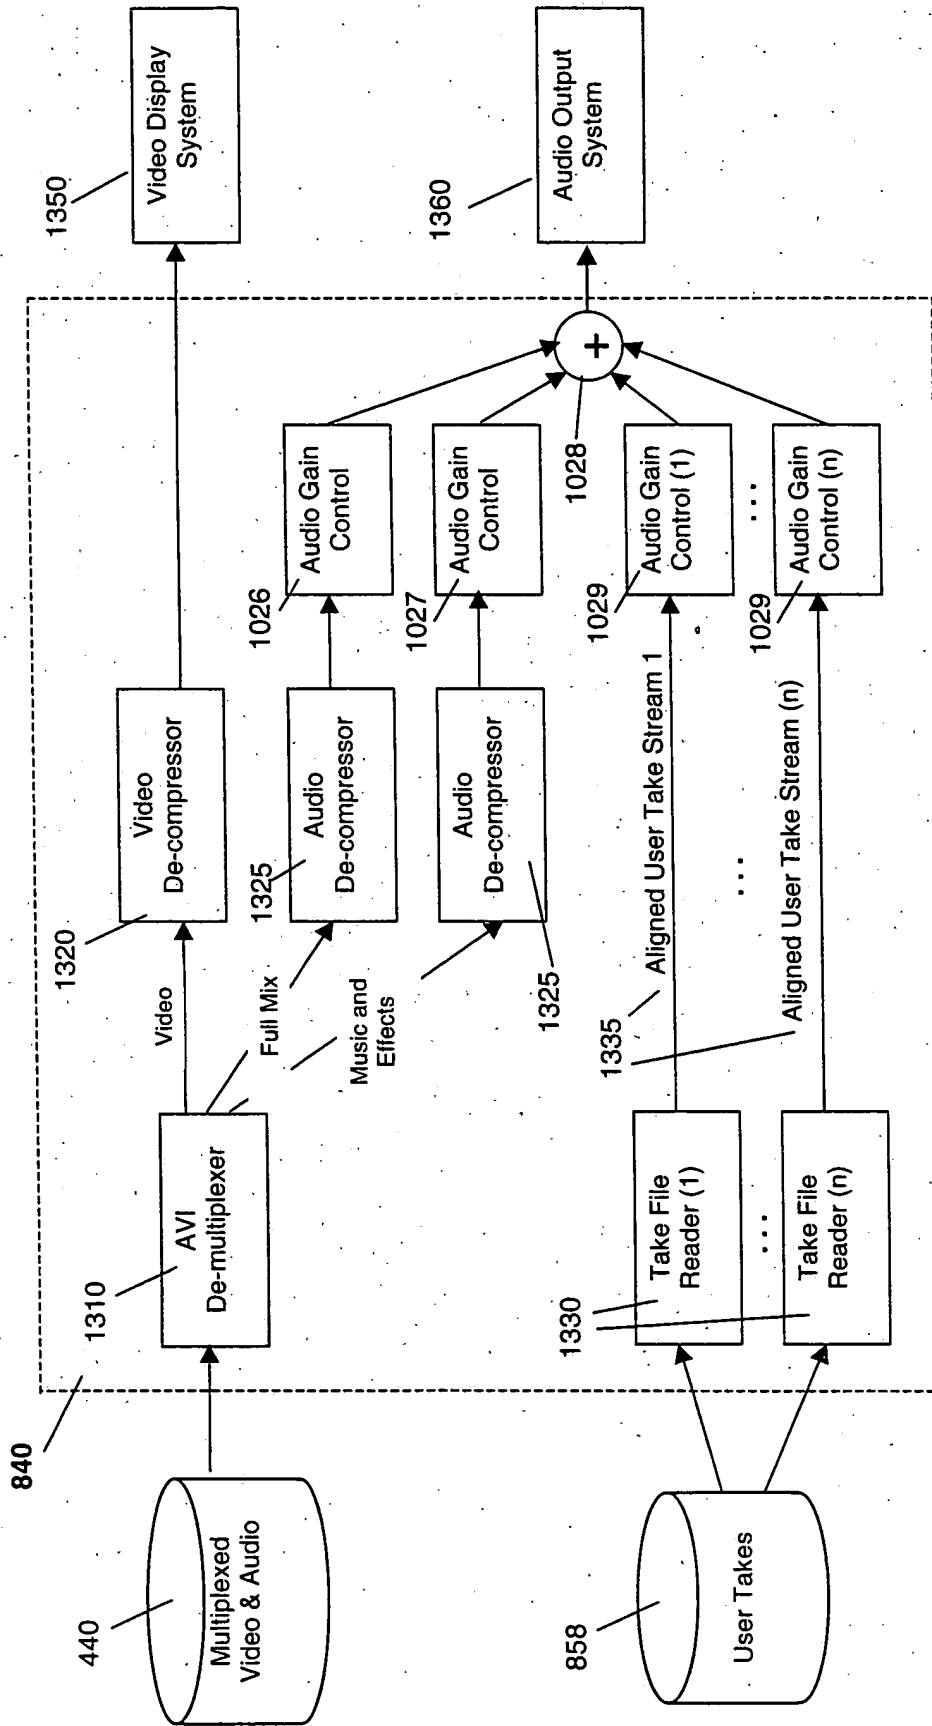 840
440
Multiplexed
Video & Audio
858
User Takes
1310
AVI
De-multiplexer
Video
Full Mix
Music and
Effects
1320
Video
De-compressor
1325
Audio
De-compressor
1325
Audio
De-compressor
1330
Take File
Reader (1)
...
Take File
Reader (n)
1335
Aligned User Take Stream 1
...
Aligned User Take Stream (n)
1026
Audio Gain
Control
1027
Audio Gain
Control
1029
Audio Gain
Control (1)
...
1029
Audio Gain
Control (n)
1028
+
1350
Video Display
System
1360
Audio Output
System